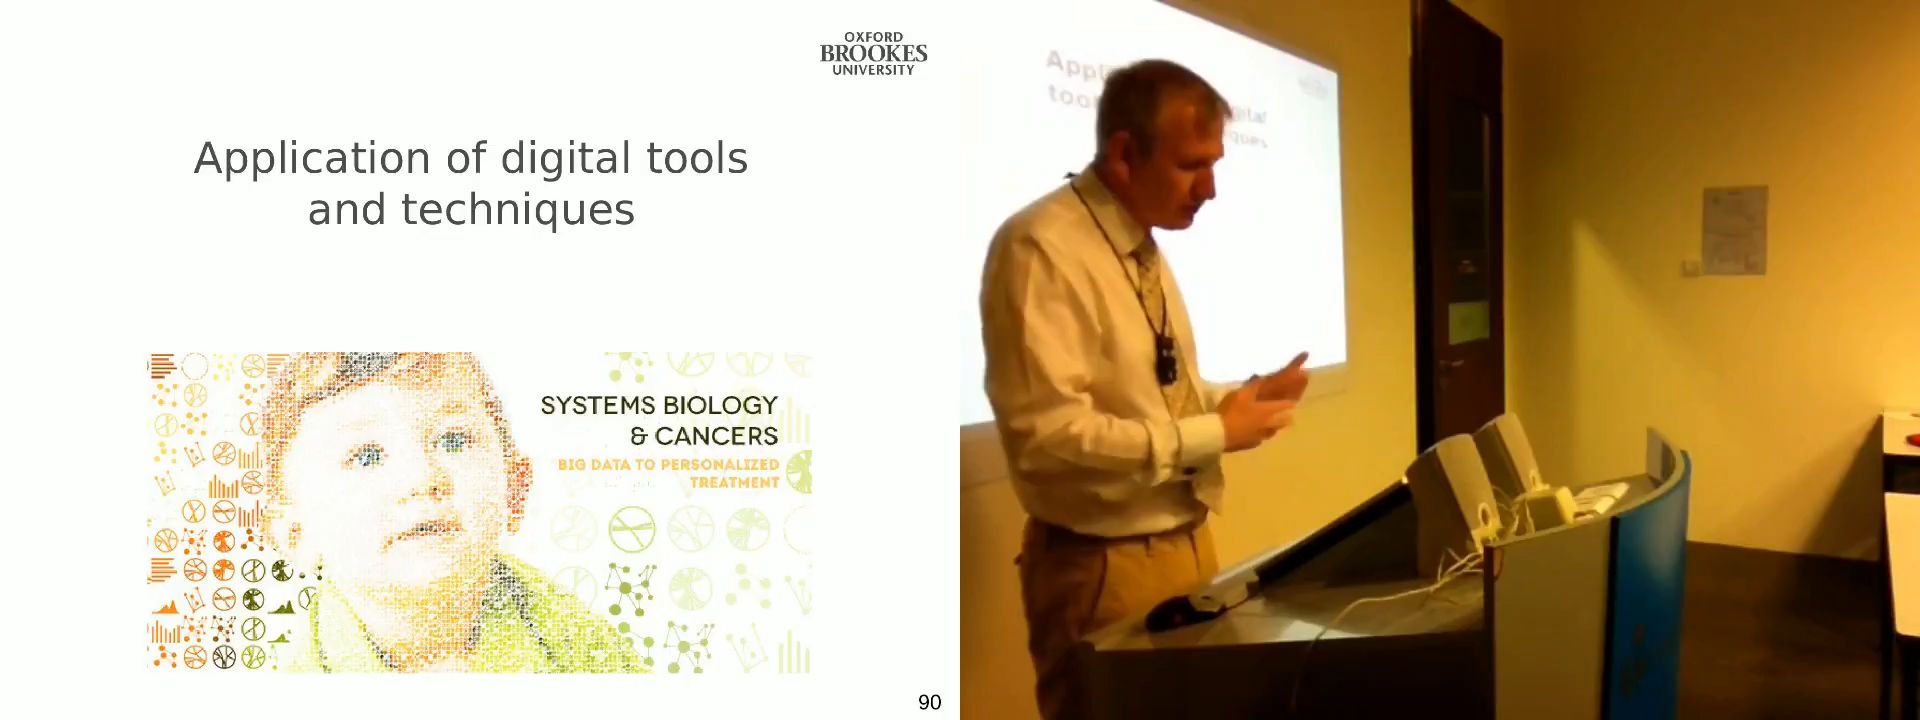 OXFORD
BROOKES
UNIVERSITY
Application of digital tools
and techniques
SYSTEMS BIOLOGY
& CANCERS
BIG DATA TO PERSONALIZED
TREATMENT
90